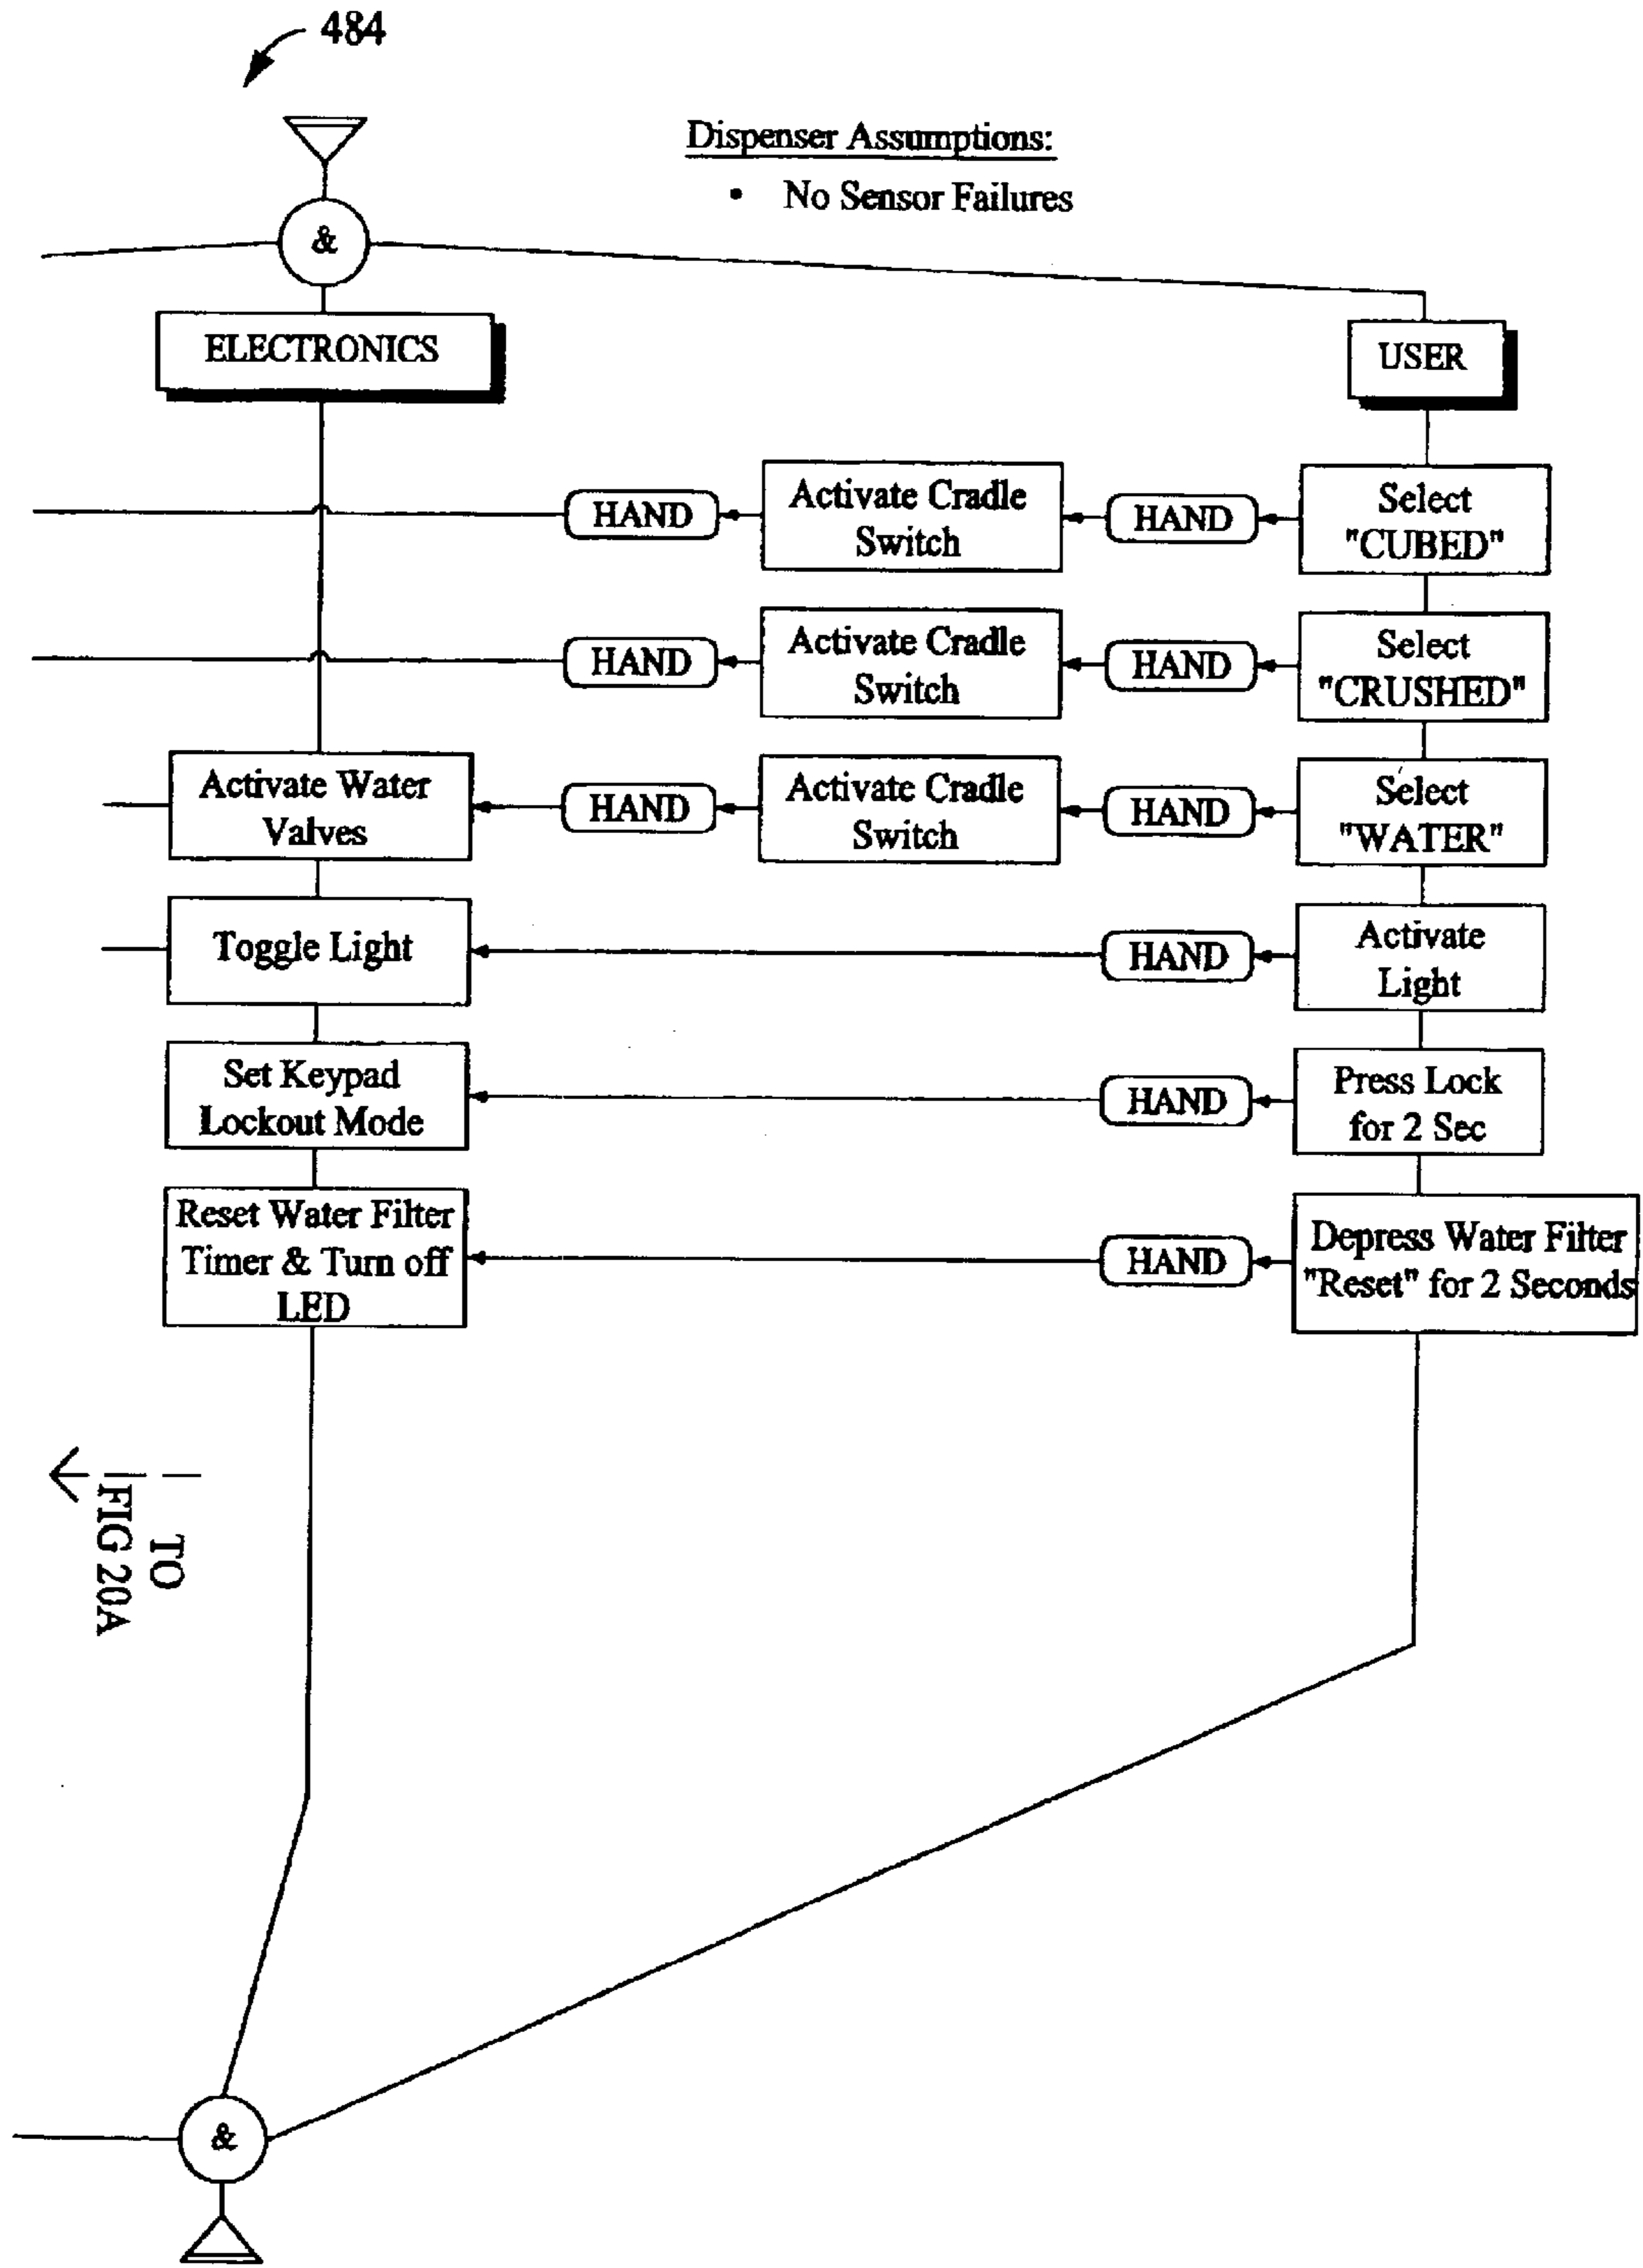 484
Dispenser Assumptions:
• No Sensor Failures
&
ELECTRONICS
USER
HAND
Activate Cradle
Switch
HAND
Select
"CUBED"
HAND
Activate Cradle
Switch
HAND
Select
"CRUSHED"
Activate Water
Valves
HAND
Activate Cradle
Switch
HAND
Select
"WATER"
Toggle Light
HAND
Activate
Light
Set Keypad
Lockout Mode
HAND
Press Lock
for 2 Sec
Reset Water Filter
Timer & Turn off
LED
HAND
Depress Water Filter
"Reset" for 2 Seconds
TO
FIG 20A
&